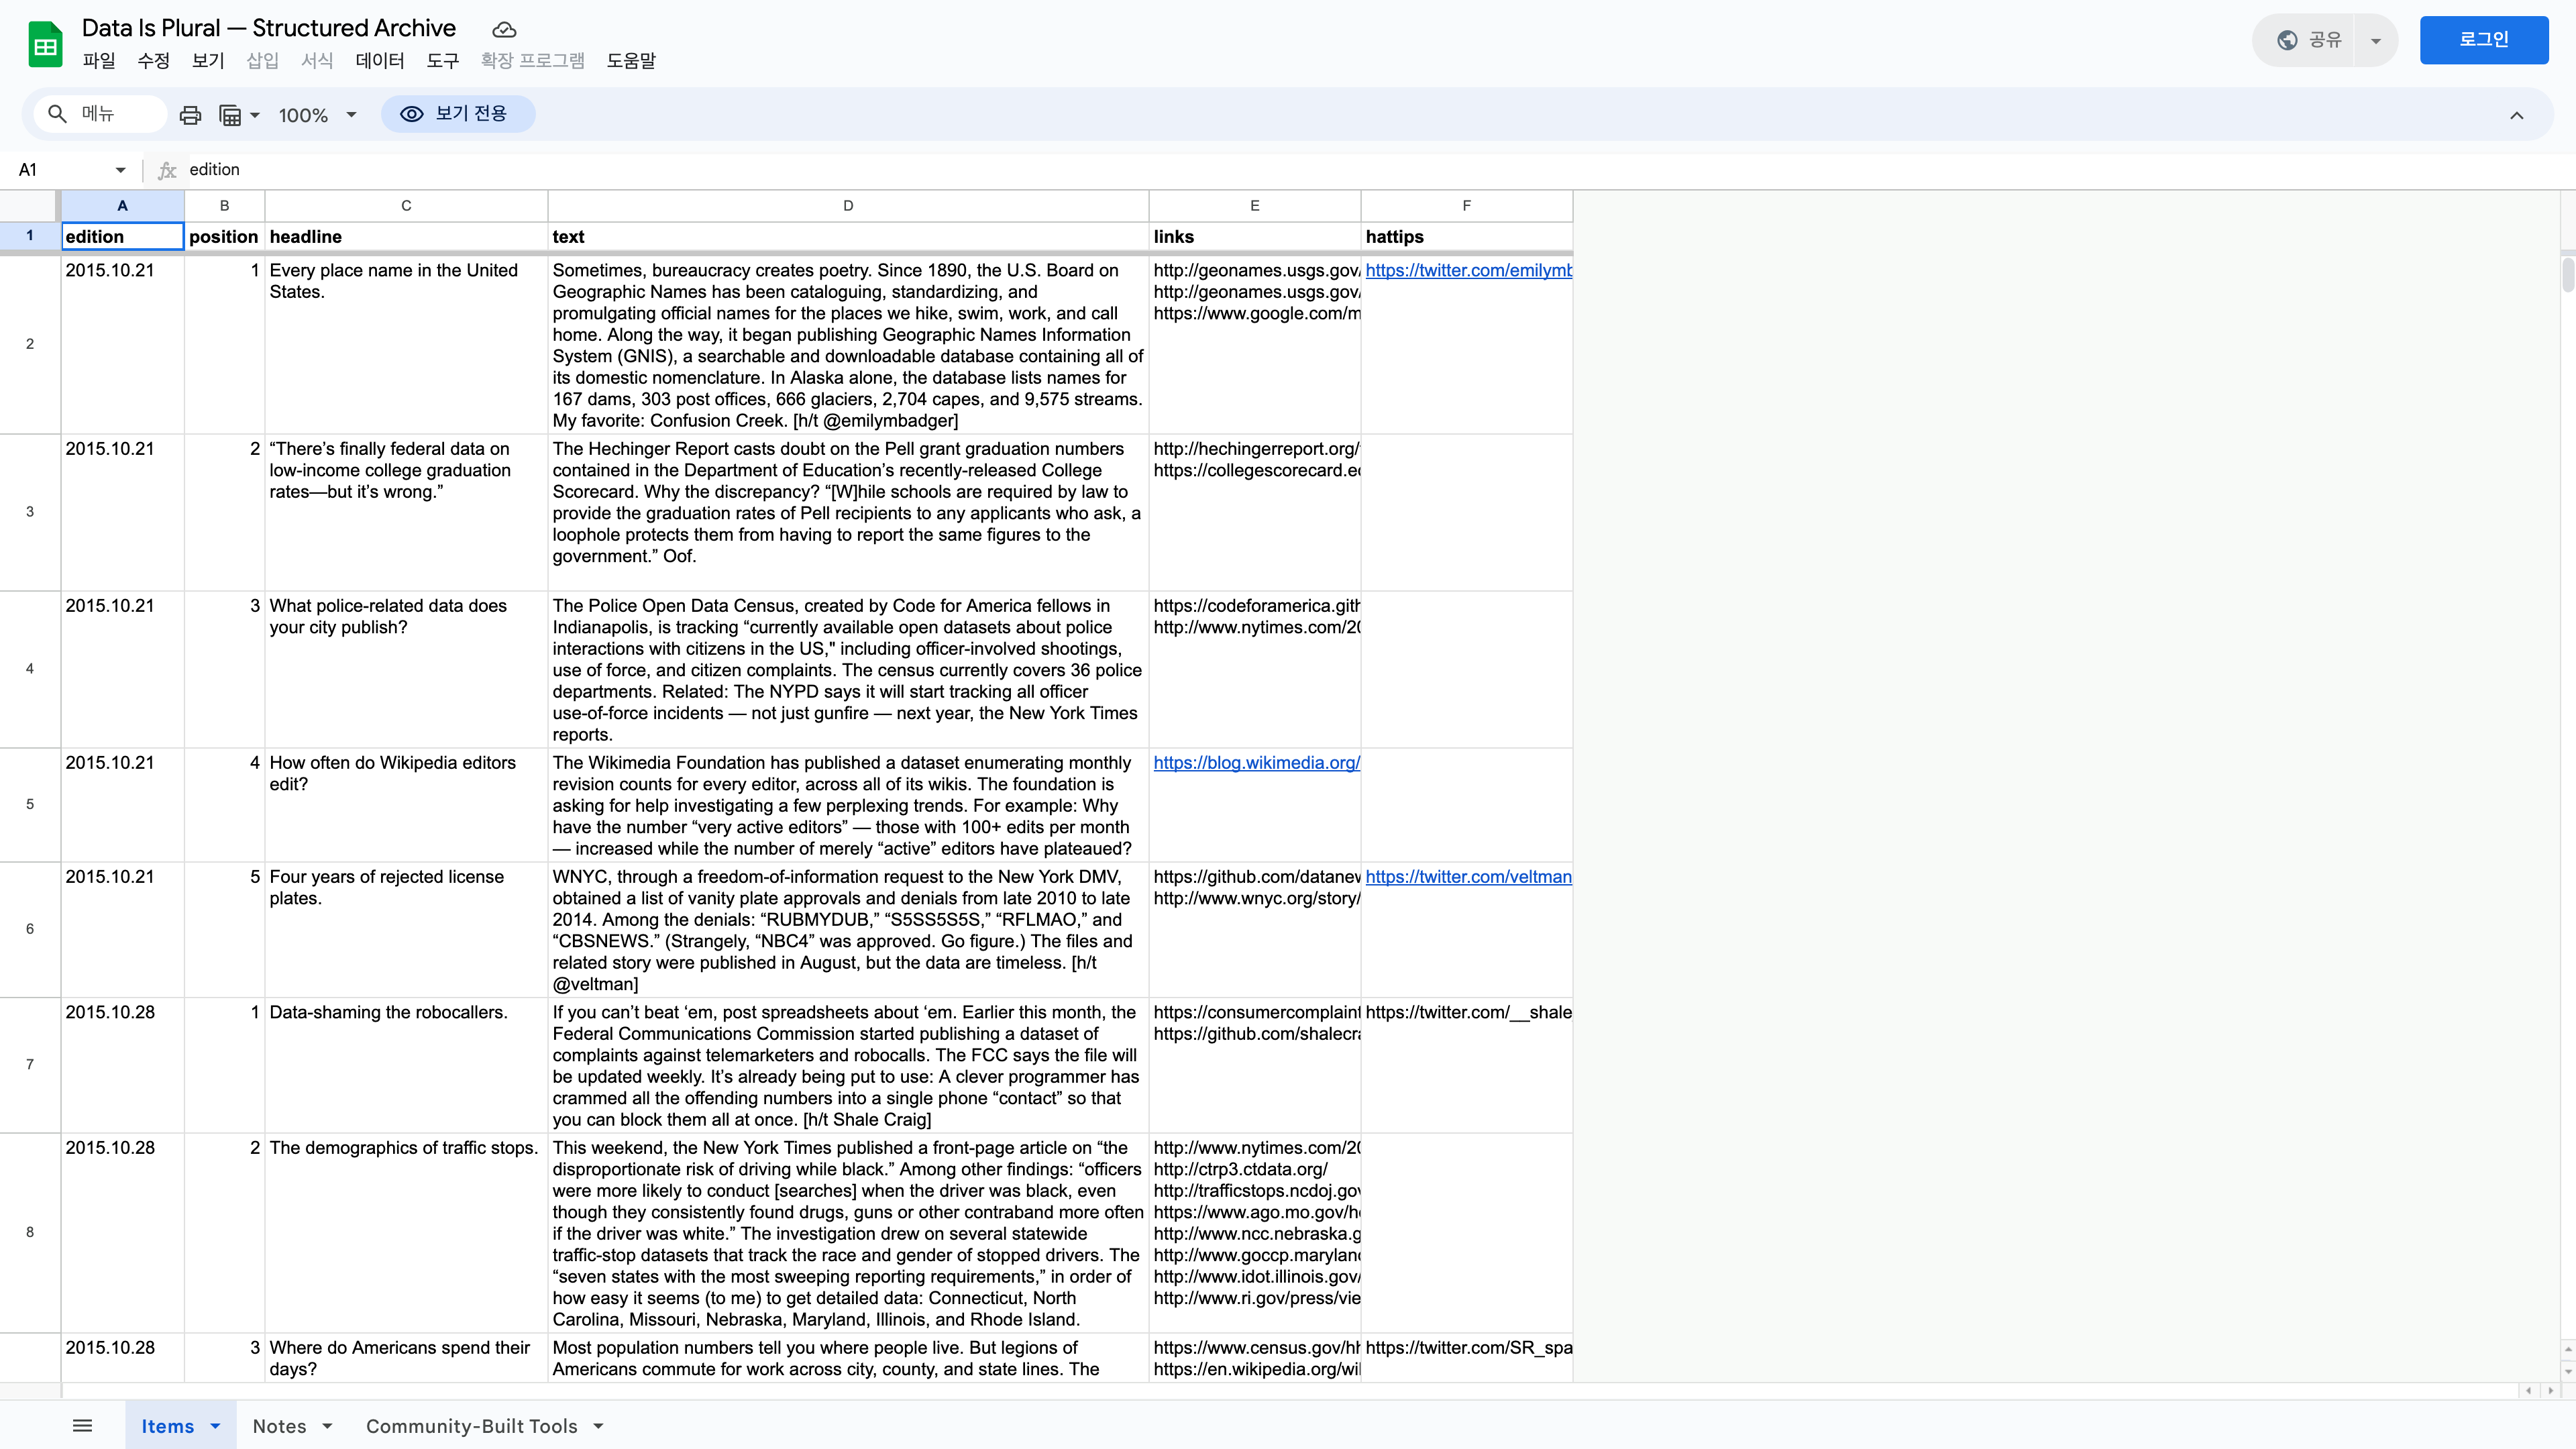 Data Is Plural — Structured Archive
파일 수정 보기 삽입 서식 데이터 도구 확장 프로그램 도움말
공유
로그인
메뉴
100%
보기 전용
A1
fx edition
A B C D E F
1 edition position headline text links hattips
2
2015.10.21
1
Every place name in the United
States.
Sometimes, bureaucracy creates poetry. Since 1890, the U.S. Board on
Geographic Names has been cataloguing, standardizing, and
promulgating official names for the places we hike, swim, work, and call
home. Along the way, it began publishing Geographic Names Information
System (GNIS), a searchable and downloadable database containing all of
its domestic nomenclature. In Alaska alone, the database lists names for
167 dams, 303 post offices, 666 glaciers, 2,704 capes, and 9,575 streams.
My favorite: Confusion Creek. [h/t @emilymbadger]
http://geonames.usgs.gov/
http://geonames.usgs.gov/
https://www.google.com/m
https://twitter.com/emilymb
3
2015.10.21
2
“There’s finally federal data on
low-income college graduation
rates—but it’s wrong.”
The Hechinger Report casts doubt on the Pell grant graduation numbers
contained in the Department of Education’s recently-released College
Scorecard. Why the discrepancy? “[W]hile schools are required by law to
provide the graduation rates of Pell recipients to any applicants who ask, a
loophole protects them from having to report the same figures to the
government.” Oof.
http://hechingerreport.org/
https://collegescorecard.ed
4
2015.10.21
3
What police-related data does
your city publish?
The Police Open Data Census, created by Code for America fellows in
Indianapolis, is tracking “currently available open datasets about police
interactions with citizens in the US," including officer-involved shootings,
use of force, and citizen complaints. The census currently covers 36 police
departments. Related: The NYPD says it will start tracking all officer
use-of-force incidents — not just gunfire — next year, the New York Times
reports.
https://codeforamerica.gith
http://www.nytimes.com/20
5
2015.10.21
4
How often do Wikipedia editors
edit?
The Wikimedia Foundation has published a dataset enumerating monthly
revision counts for every editor, across all of its wikis. The foundation is
asking for help investigating a few perplexing trends. For example: Why
have the number “very active editors” — those with 100+ edits per month
— increased while the number of merely “active” editors have plateaued?
https://blog.wikimedia.org/
6
2015.10.21
5
Four years of rejected license
plates.
WNYC, through a freedom-of-information request to the New York DMV,
obtained a list of vanity plate approvals and denials from late 2010 to late
2014. Among the denials: “RUBMYDUB,” “S5SS5S5S,” “RFLMAO,” and
“CBSNEWS.” (Strangely, “NBC4” was approved. Go figure.) The files and
related story were published in August, but the data are timeless. [h/t
@veltman]
https://github.com/datanew
http://www.wnyc.org/story/
https://twitter.com/veltman
7
2015.10.28
1
Data-shaming the robocallers.
If you can’t beat ‘em, post spreadsheets about ‘em. Earlier this month, the
Federal Communications Commission started publishing a dataset of
complaints against telemarketers and robocalls. The FCC says the file will
be updated weekly. It’s already being put to use: A clever programmer has
crammed all the offending numbers into a single phone “contact” so that
you can block them all at once. [h/t Shale Craig]
https://consumercomplaint
https://github.com/shalecra
https://twitter.com/__shale
8
2015.10.28
2
The demographics of traffic stops.
This weekend, the New York Times published a front-page article on “the
disproportionate risk of driving while black.” Among other findings: “officers
were more likely to conduct [searches] when the driver was black, even
though they consistently found drugs, guns or other contraband more often
if the driver was white.” The investigation drew on several statewide
traffic-stop datasets that track the race and gender of stopped drivers. The
“seven states with the most sweeping reporting requirements,” in order of
how easy it seems (to me) to get detailed data: Connecticut, North
Carolina, Missouri, Nebraska, Maryland, Illinois, and Rhode Island.
http://www.nytimes.com/20
http://ctrp3.ctdata.org/
http://trafficstops.ncdoj.gov
https://www.ago.mo.gov/ho
http://www.ncc.nebraska.g
http://www.goccp.maryland
http://www.idot.illinois.gov/
http://www.ri.gov/press/vie
2015.10.28
3
Where do Americans spend their
days?
Most population numbers tell you where people live. But legions of
Americans commute for work across city, county, and state lines. The
https://www.census.gov/hh
https://en.wikipedia.org/wil
https://twitter.com/SR_spa
Items Notes Community-Built Tools